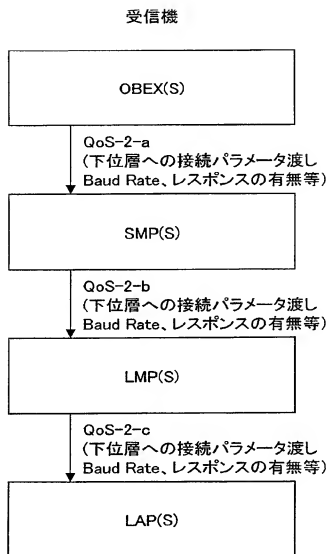 受信機
OBEX(S)
QoS-2-a
(下位層への接続パラメータ渡し
Baud Rate、レスポンスの有無等)
SMP(S)
QoS-2-b
(下位層への接続パラメータ渡し
Baud Rate、レスポンスの有無等)
LMP(S)
QoS-2-c
(下位層への接続パラメータ渡し
Baud Rate、レスポンスの有無等)
LAP(S)